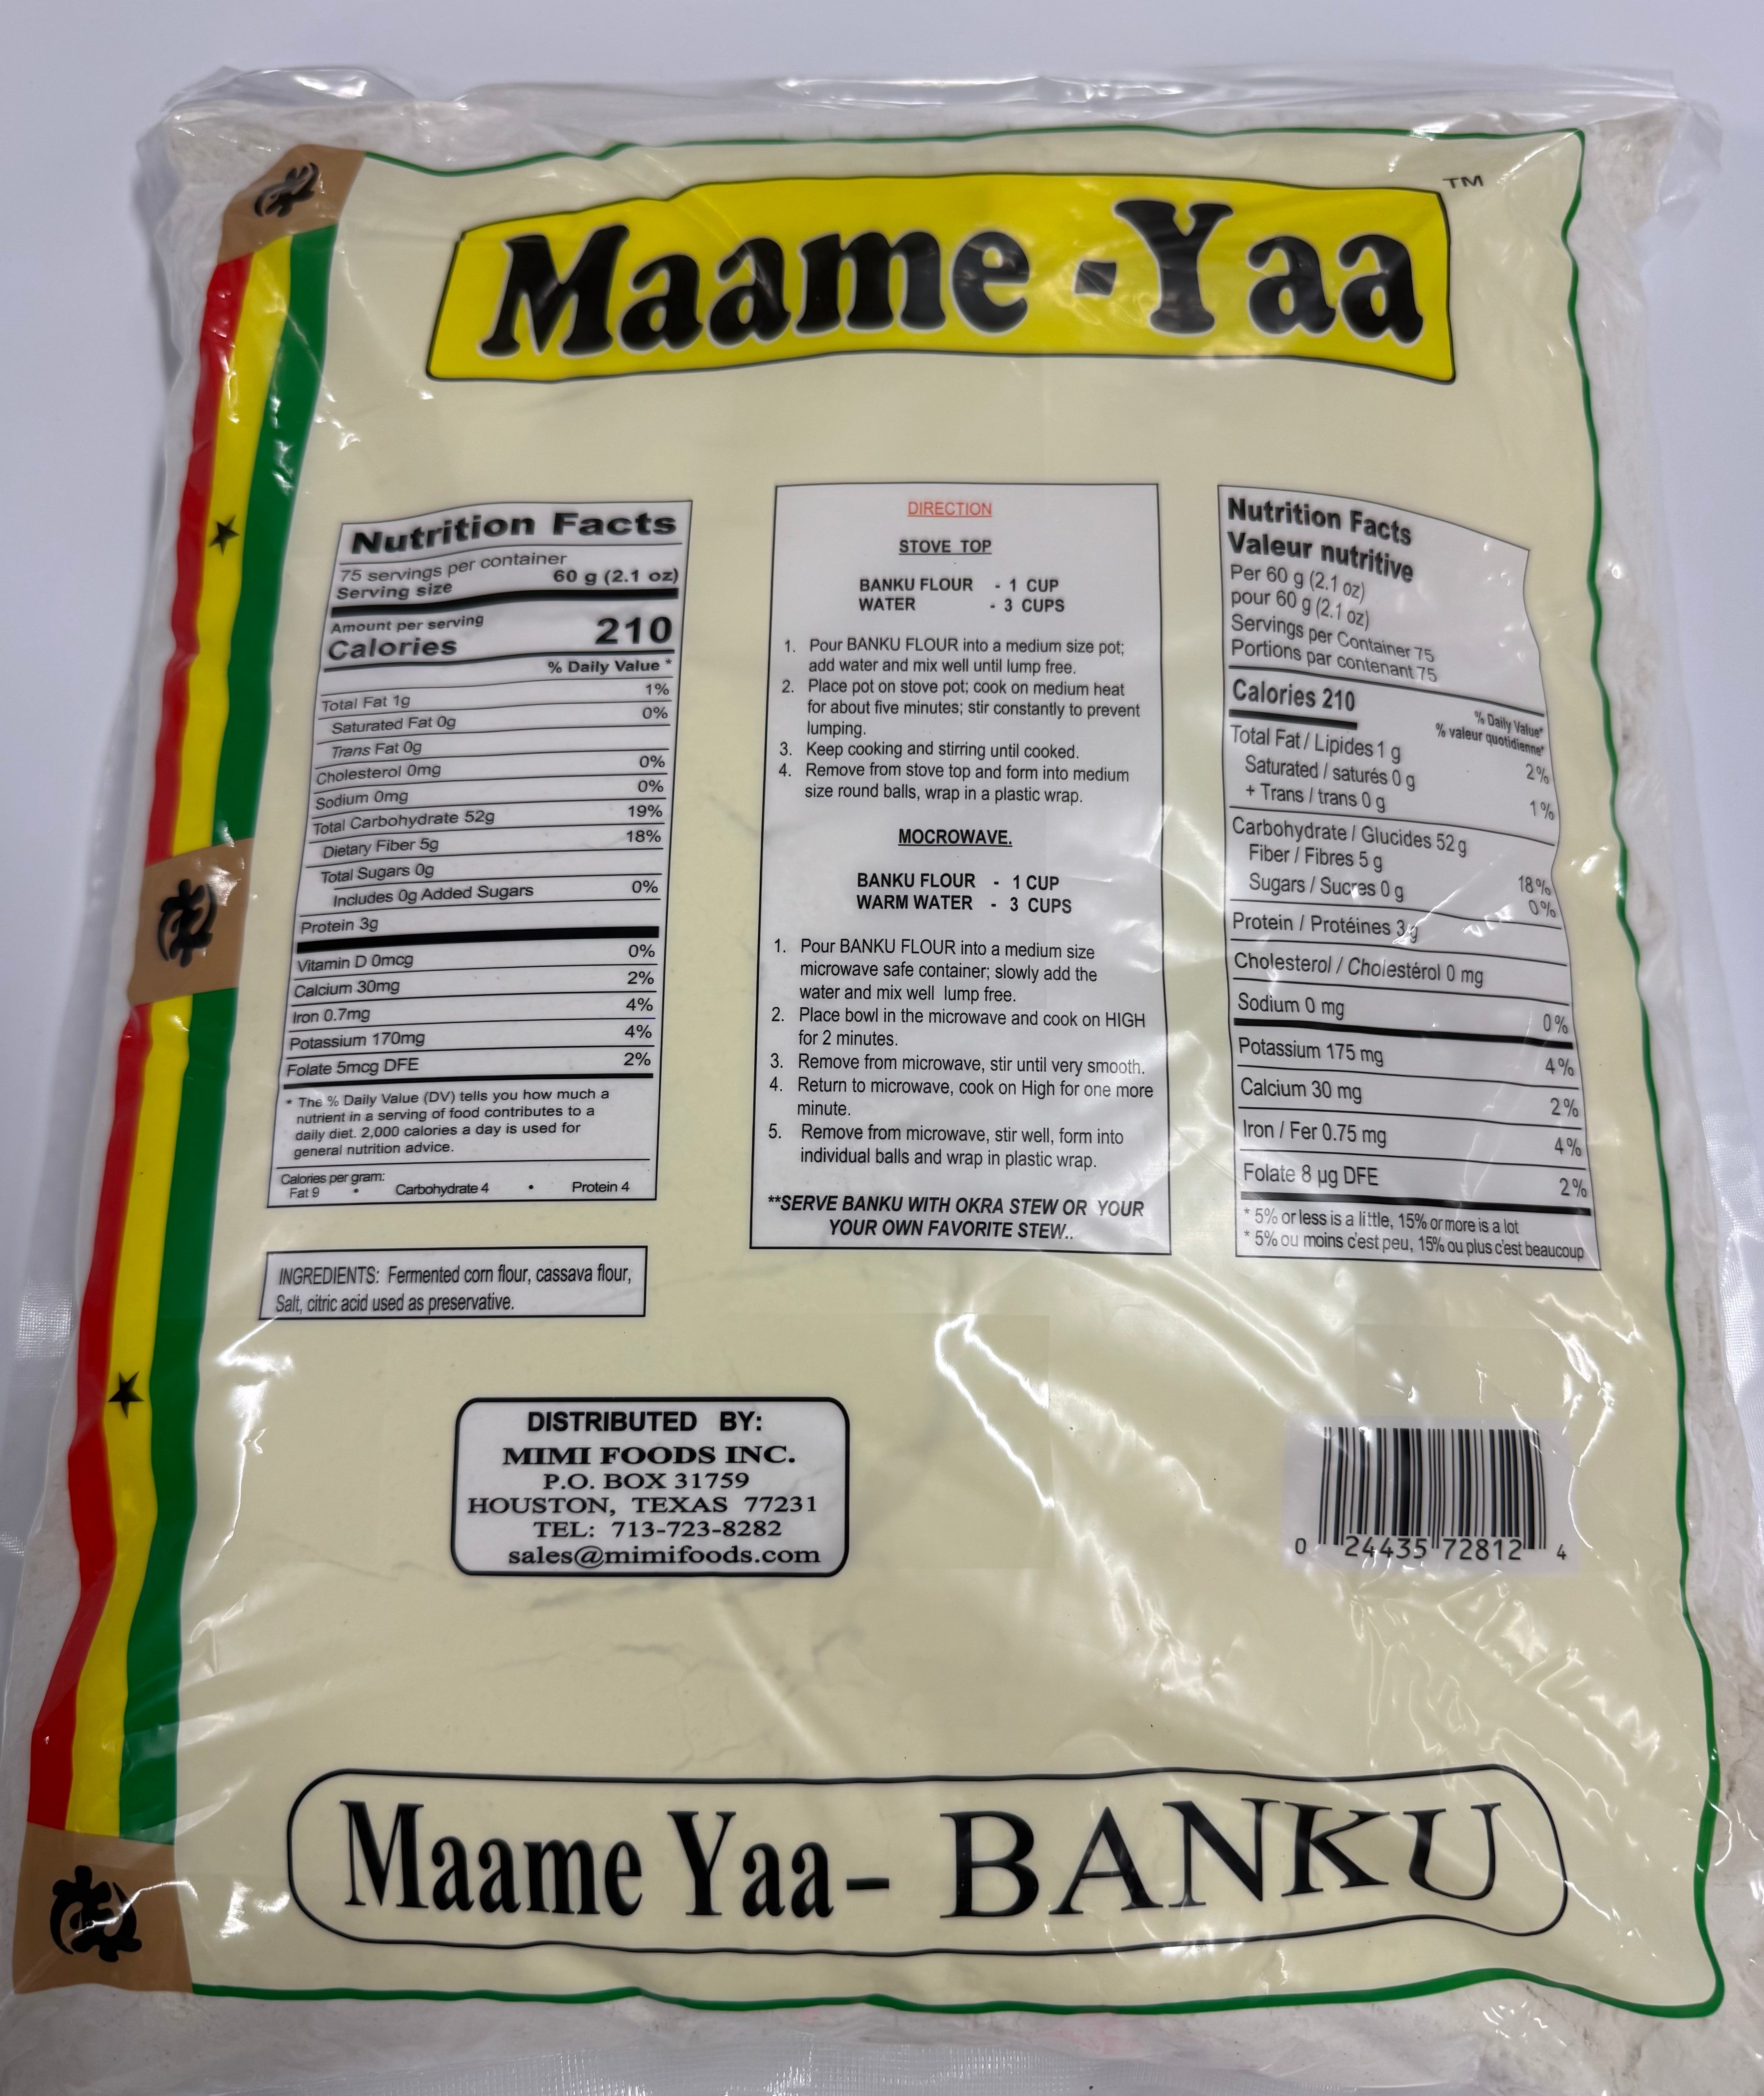 Maame-Yaa
TM
Nutrition Facts
75 servings per container
Serving size 60 g (2.1 oz)
Amount per serving
Calories 210
% Daily Value *
Total Fat 1g 1%
Saturated Fat 0g 0%
Trans Fat 0g
Cholesterol 0mg 0%
Sodium 0mg 0%
Total Carbohydrate 52g 19%
Dietary Fiber 5g 18%
Total Sugars 0g
Includes 0g Added Sugars 0%
Protein 3g
Vitamin D 0mcg 0%
Calcium 30mg 2%
Iron 0.7mg 4%
Potassium 170mg 4%
Folate 5mcg DFE 2%
* The % Daily Value (DV) tells you how much a
nutrient in a serving of food contributes to a
daily diet. 2,000 calories a day is used for
general nutrition advice.
Calories per gram:
Fat 9 • Carbohydrate 4 • Protein 4
INGREDIENTS: Fermented corn flour, cassava flour,
Salt, citric acid used as preservative.
DIRECTION
STOVE TOP
BANKU FLOUR - 1 CUP
WATER - 3 CUPS
1. Pour BANKU FLOUR into a medium size pot;
add water and mix well until lump free.
2. Place pot on stove pot; cook on medium heat
for about five minutes; stir constantly to prevent
lumping.
3. Keep cooking and stirring until cooked.
4. Remove from stove top and form into medium
size round balls, wrap in a plastic wrap.
MOCROWAVE.
BANKU FLOUR - 1 CUP
WARM WATER - 3 CUPS
1. Pour BANKU FLOUR into a medium size
microwave safe container; slowly add the
water and mix well lump free.
2. Place bowl in the microwave and cook on HIGH
for 2 minutes.
3. Remove from microwave, stir until very smooth.
4. Return to microwave, cook on High for one more
minute.
5. Remove from microwave, stir well, form into
individual balls and wrap in plastic wrap.
**SERVE BANKU WITH OKRA STEW OR YOUR
YOUR OWN FAVORITE STEW..
Nutrition Facts
Valeur nutritive
Per 60 g (2.1 oz)
pour 60 g (2.1 oz)
Servings per Container 75
Portions par contenant 75
Calories 210
% Daily Value*
% valeur quotidienne*
Total Fat / Lipides 1 g 2%
Saturated / saturés 0 g
+ Trans / trans 0 g 1%
Carbohydrate / Glucides 52 g
Fiber / Fibres 5 g 18%
Sugars / Sucres 0 g 0%
Protein / Protéines 3 g
Cholesterol / Cholestérol 0 mg
Sodium 0 mg 0%
Potassium 175 mg 4%
Calcium 30 mg 2%
Iron / Fer 0.75 mg 4%
Folate 8 µg DFE 2%
* 5% or less is a little, 15% or more is a lot
* 5% ou moins c'est peu, 15% ou plus c'est beaucoup
DISTRIBUTED BY:
MIMI FOODS INC.
P.O. BOX 31759
HOUSTON, TEXAS 77231
TEL: 713-723-8282
sales@mimifoods.com
0 24435 72812 4
Maame Yaa- BANKU